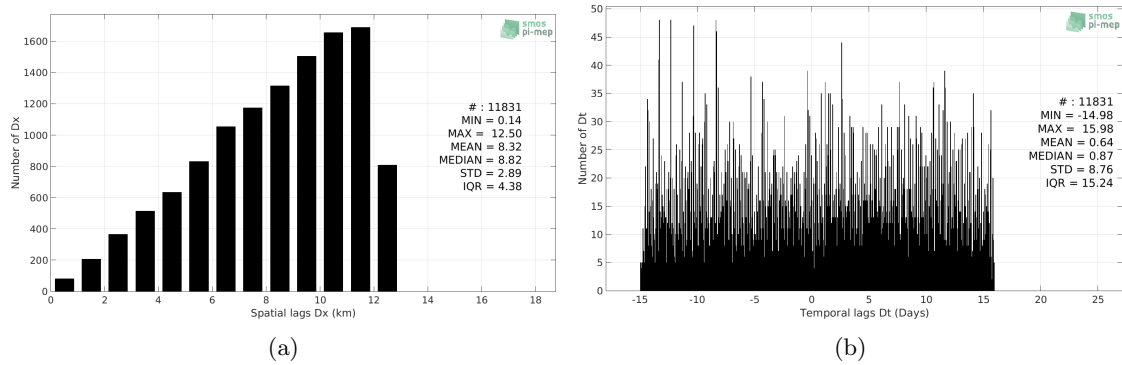 1600
1400
1200
1000
800
600
400
200
0
Number of Dx
0 2 4 6 8 10 12 14 16 18
Spatial lags Dx (km)
smos
pi-mep
# : 11831
MIN = 0.14
MAX = 12.50
MEAN = 8.32
MEDIAN = 8.82
STD = 2.89
IQR = 4.38
(a)
50
45
40
35
30
25
20
15
10
5
0
Number of Dt
-15 -10 -5 0 5 10 15 20 25
Temporal lags Dt (Days)
smos
pi-mep
# : 11831
MIN = -14.98
MAX = 15.98
MEAN = 0.64
MEDIAN = 0.87
STD = 8.76
IQR = 15.24
(b)